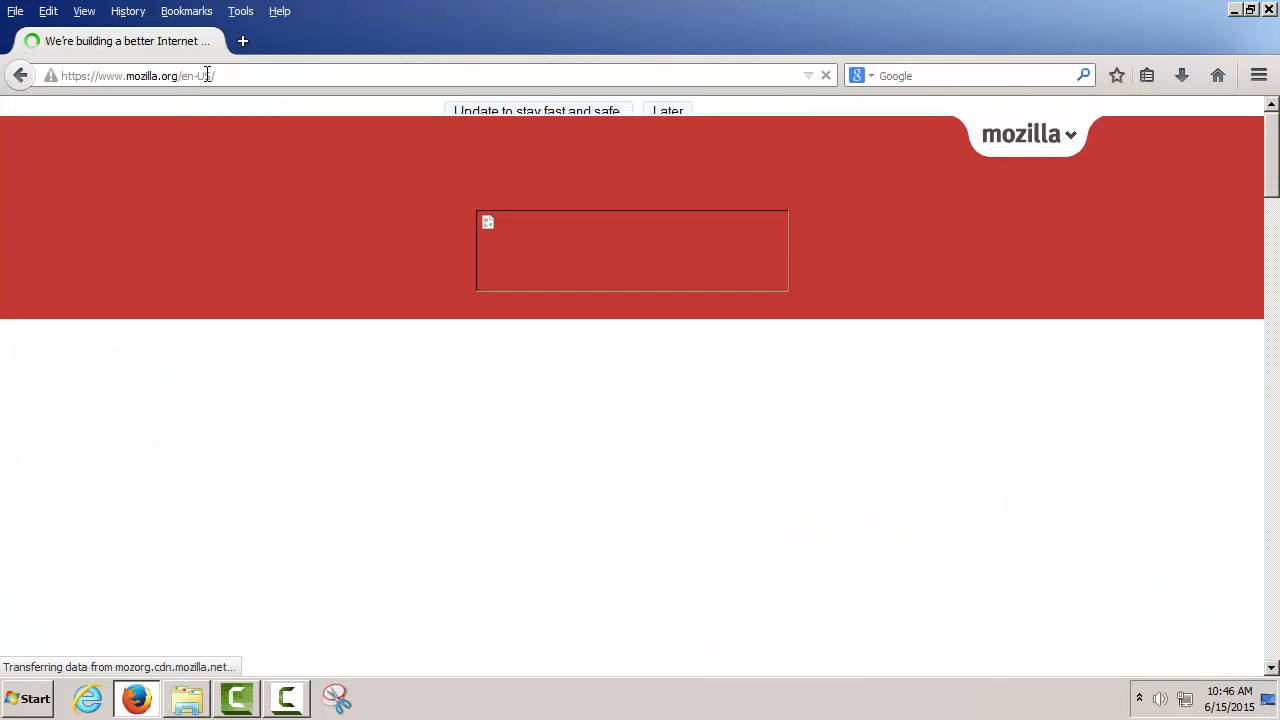 File Edit View History Bookmarks Tools Help
We're building a better Internet ...
https://www.mozilla.org/en-US/
Google
Update to stay fast and safe Later
mozilla
Transferring data from mozorg.cdn.mozilla.net...
Start
10:46 AM
6/15/2015